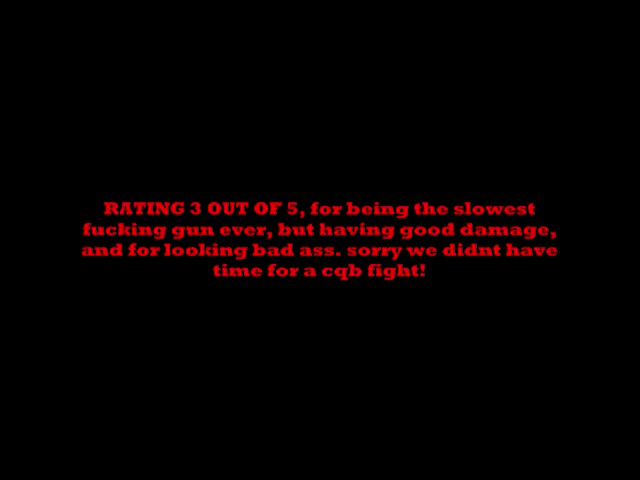 RATING 3 OUT OF 5, for being the slowest
fucking gun ever, but having good damage,
and for looking bad ass. sorry we didnt have
time for a cqb fight!